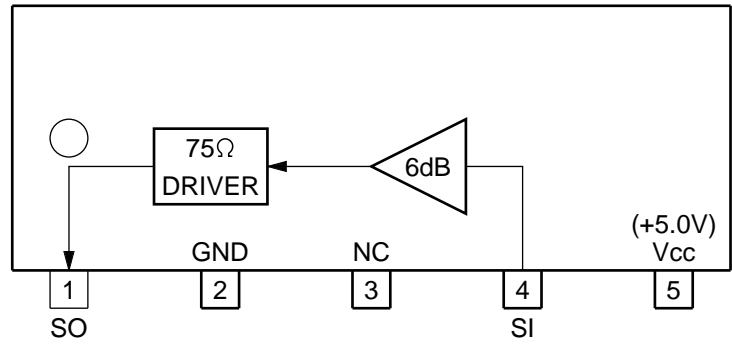 75Ω
DRIVER
6dB
(+5.0V)
GND NC Vcc
1 2 3 4 5
SO SI